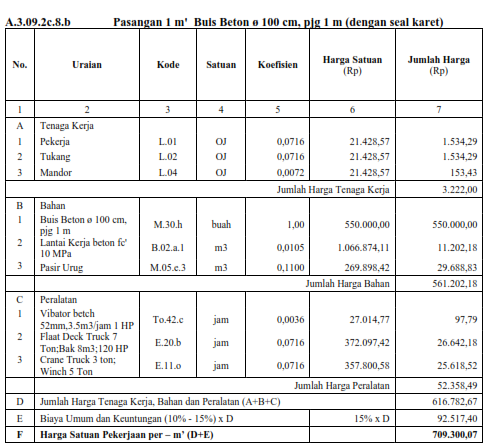 A.3.09.2c.8.b Pasangan 1 m' Buis Beton ø 100 cm, pjg 1 m (dengan seal karet)
No. Uraian Kode Satuan Koefisien Harga Satuan (Rp) Jumlah Harga (Rp)
1 2 3 4 5 6 7
A Tenaga Kerja
1 Pekerja L.01 OJ 0,0716 21.428,57 1.534,29
2 Tukang L.02 OJ 0,0716 21.428,57 1.534,29
3 Mandor L.04 OJ 0,0072 21.428,57 153,43
Jumlah Harga Tenaga Kerja 3.222,00
B Bahan
1 Buis Beton ø 100 cm, pjg 1 m M.30.h buah 1,00 550.000,00 550.000,00
2 Lantai Kerja beton fc' 10 MPa B.02.a.1 m3 0,0105 1.066.874,11 11.202,18
3 Pasir Urug M.05.e.3 m3 0,1100 269.898,42 29.688,83
Jumlah Harga Bahan 561.202,18
C Peralatan
1 Vibator betch 52mm,3.5m3/jam 1 HP To.42.c jam 0,0036 27.014,77 97,79
2 Flaat Deck Truck 7 Ton;Bak 8m3;120 HP E.20.b jam 0,0716 372.097,42 26.642,18
3 Crane Truck 3 ton; Winch 5 Ton E.11.o jam 0,0716 357.800,58 25.618,52
Jumlah Harga Peralatan 52.358,49
D Jumlah Harga Tenaga Kerja, Bahan dan Peralatan (A+B+C) 616.782,67
E Biaya Umum dan Keuntungan (10% - 15%) x D 15% x D 92.517,40
F Harga Satuan Pekerjaan per – m' (D+E) 709.300,07